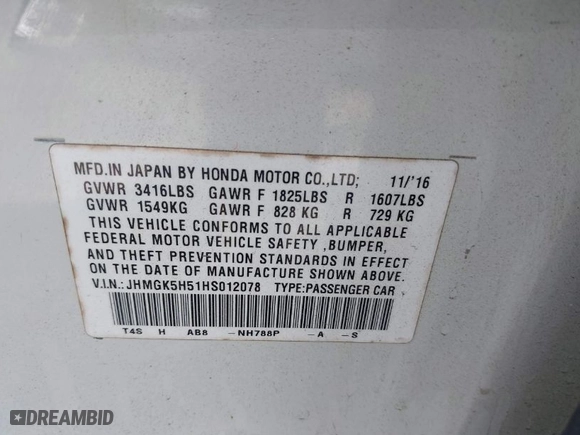 MFD.IN JAPAN BY HONDA MOTOR CO.,LTD; 11/'16
GVWR 3416LBS GAWR F 1825LBS R 1607LBS
GVWR 1549KG GAWR F 828 KG R 729 KG
THIS VEHICLE CONFORMS TO ALL APPLICABLE
FEDERAL MOTOR VEHICLE SAFETY ,BUMPER,
AND THEFT PREVENTION STANDARDS IN EFFECT
ON THE DATE OF MANUFACTURE SHOWN ABOVE.
V.I.N.: JHMGK5H51HS012078 TYPE:PASSENGER CAR
T4S H AB8 -NH788P -A -S
DREAMBID